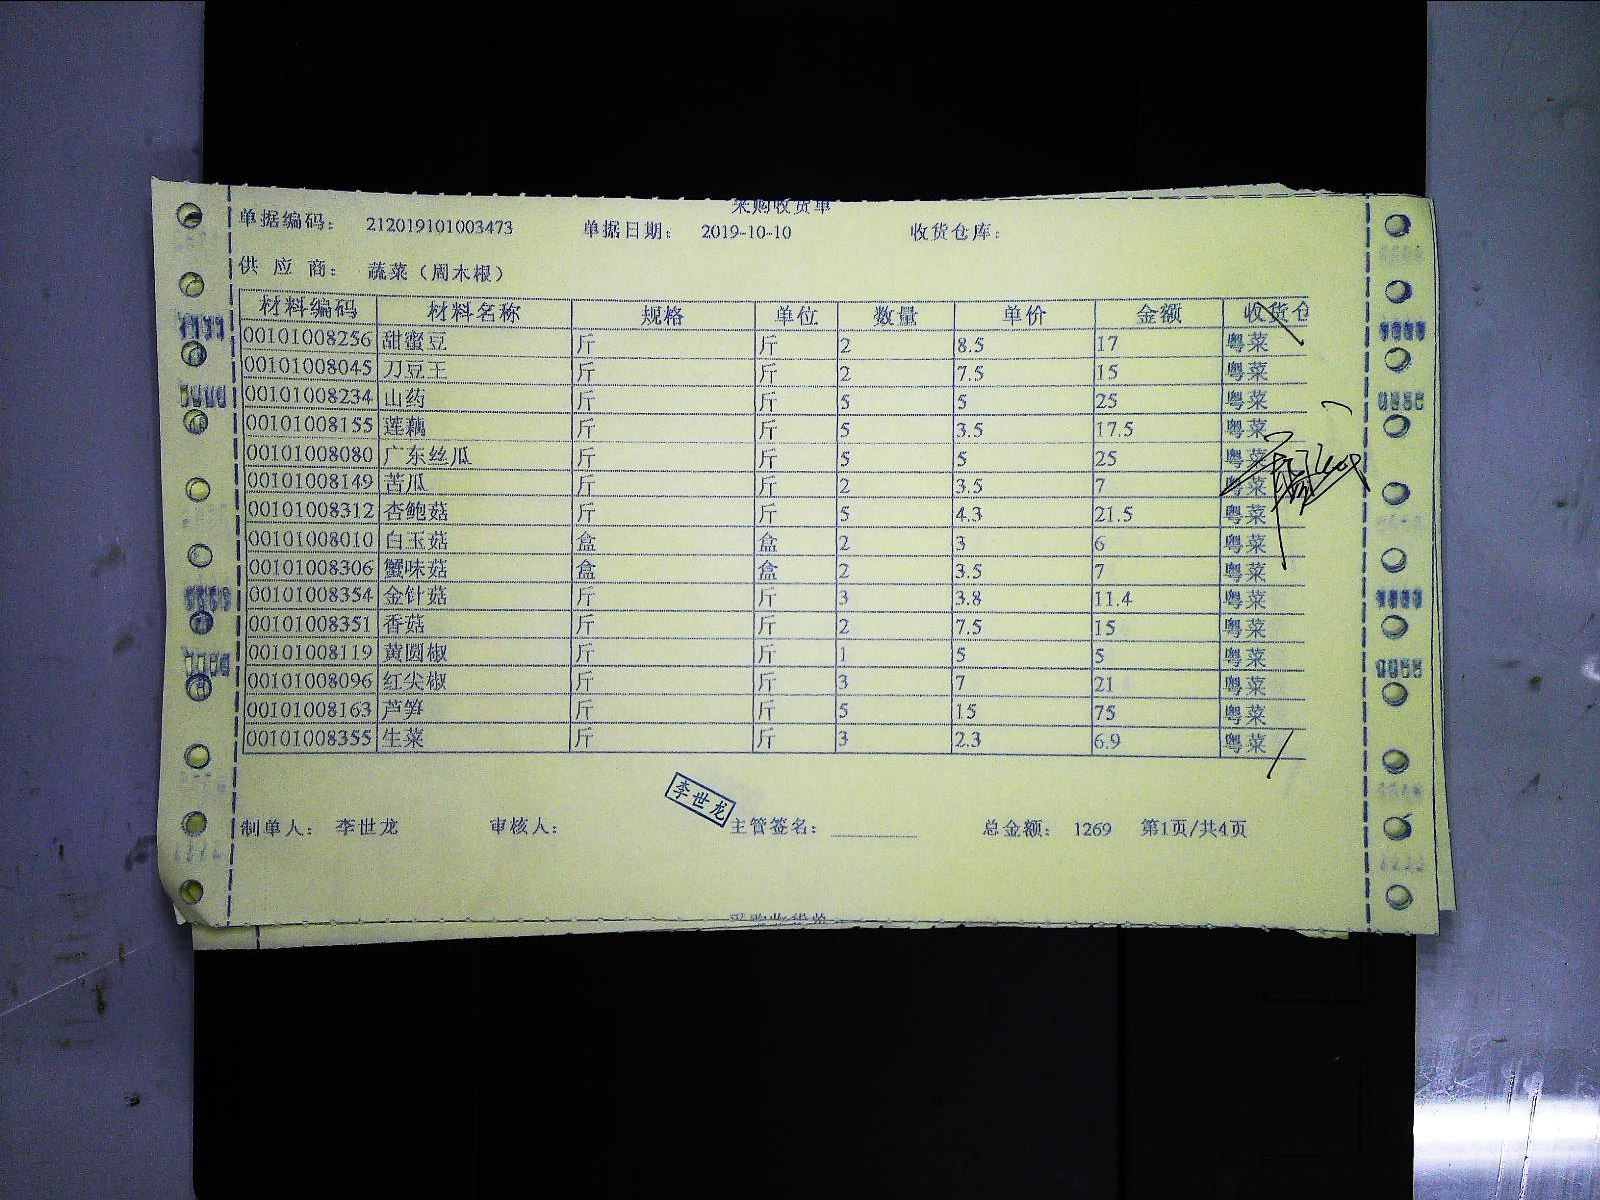 采购收货单
单据编码： 212019101003473 单据日期： 2019-10-10 收货仓库：
供 应 商： 蔬菜（周木根）
材料编码 材料名称 规格 单位 数量 单价 金额 收货仓
00101008256 甜蜜豆 斤 斤 2 8.5 17 粤菜
00101008045 刀豆王 斤 斤 2 7.5 15 粤菜
00101008234 山药 斤 斤 5 5 25 粤菜
00101008155 莲藕 斤 斤 5 3.5 17.5 粤菜
00101008080 广东丝瓜 斤 斤 5 5 25 粤菜
00101008149 苦瓜 斤 斤 2 3.5 7 粤菜
00101008312 杏鲍菇 斤 斤 5 4.3 21.5 粤菜
00101008010 白玉菇 盒 盒 2 3 6 粤菜
00101008306 蟹味菇 盒 盒 2 3.5 7 粤菜
00101008354 金针菇 斤 斤 3 3.8 11.4 粤菜
00101008351 香菇 斤 斤 2 7.5 15 粤菜
00101008119 黄圆椒 斤 斤 1 5 5 粤菜
00101008096 红尖椒 斤 斤 3 7 21 粤菜
00101008163 芦笋 斤 斤 5 15 75 粤菜
00101008355 生菜 斤 斤 3 2.3 6.9 粤菜
李世龙
制单人： 李世龙 审核人： 主管签名： 总金额： 1269 第1页/共4页
采购收货单